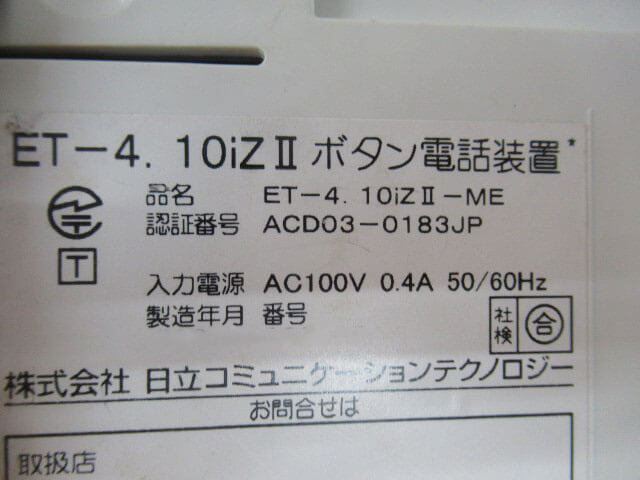 ET-4. 10iZⅡ ボタン電話装置*
品名 ET-4. 10iZⅡ-ME
認証番号 ACD03-0183JP
T
入力電源 AC100V 0.4A 50/60Hz
製造年月 番号
社検 合
株式会社 日立コミュニケーションテクノロジー
お問合せは
取扱店